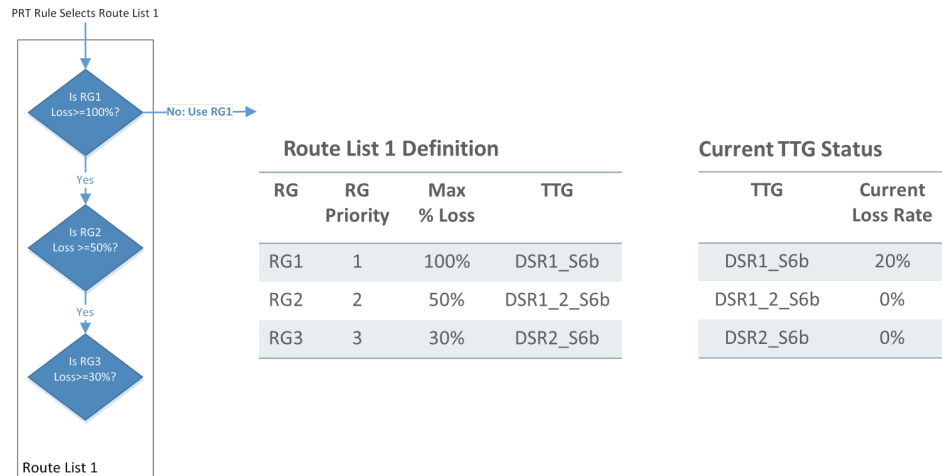 PRT Rule Selects Route List 1
Is RG1
Loss>=100%?
No: Use RG1
Yes
Is RG2
Loss >=50%?
Yes
Is RG3
Loss>=30%?
Route List 1
Route List 1 Definition
RG RG Priority Max % Loss TTG
RG1 1 100% DSR1_S6b
RG2 2 50% DSR1_2_S6b
RG3 3 30% DSR2_S6b
Current TTG Status
TTG Current Loss Rate
DSR1_S6b 20%
DSR1_2_S6b 0%
DSR2_S6b 0%